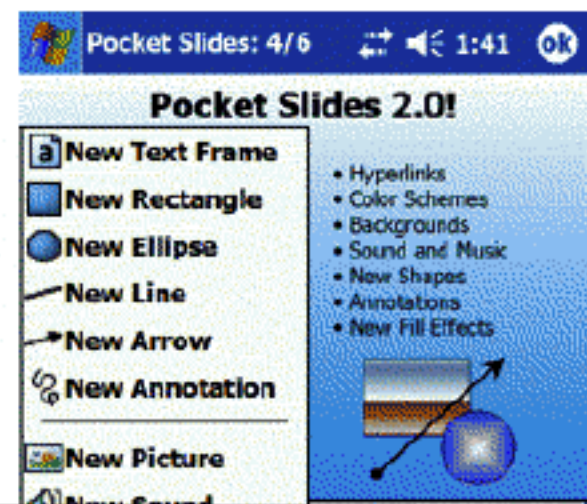 Pocket Slides: 4/6 1:41 ok
Pocket Slides 2.0!
a New Text Frame
New Rectangle
New Ellipse
New Line
New Arrow
New Annotation
New Picture
New Sound
• Hyperlinks
• Color Schemes
• Backgrounds
• Sound and Music
• New Shapes
• Annotations
• New Fill Effects